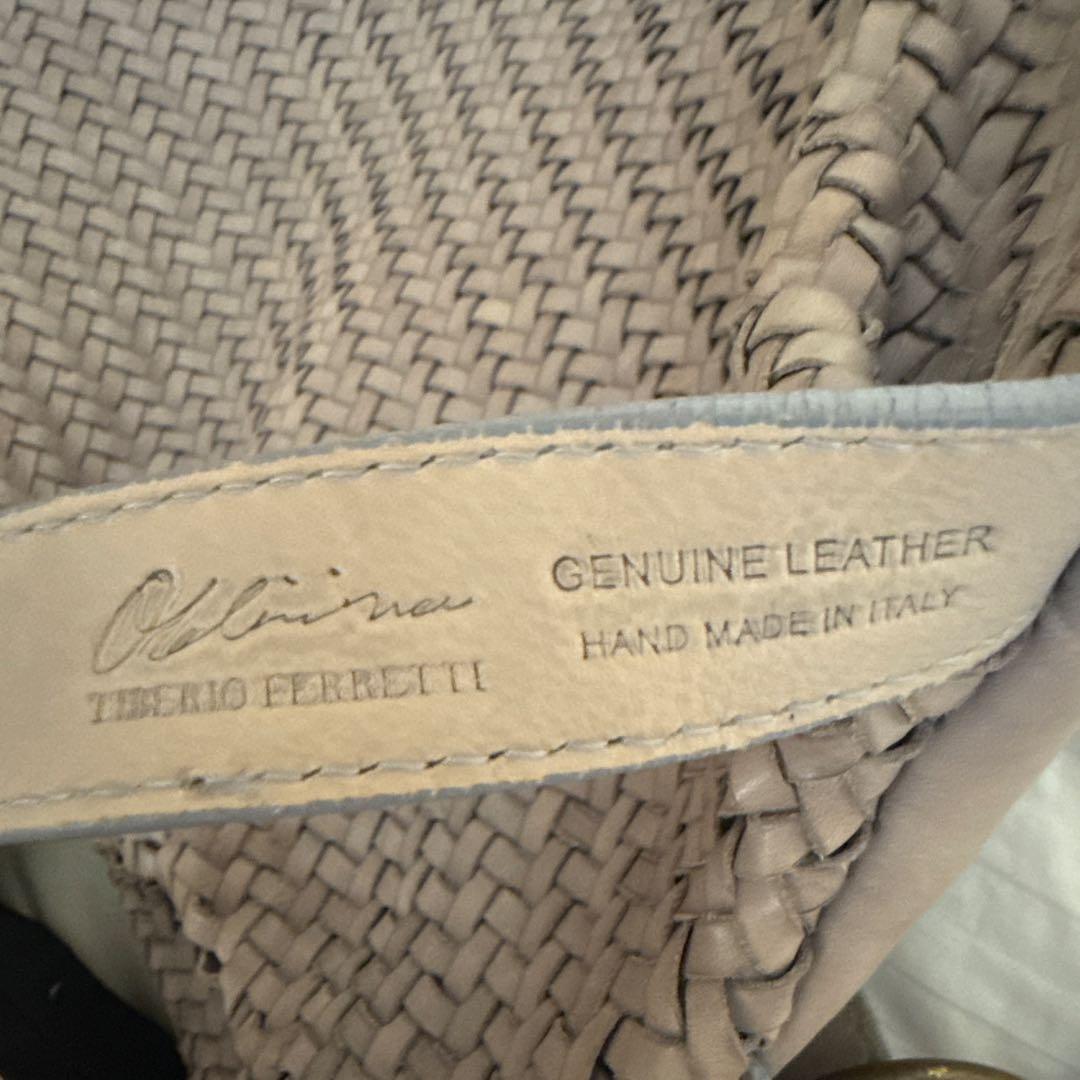 TIBERIO FERRETTI
GENUINE LEATHER
HAND MADE IN ITALY